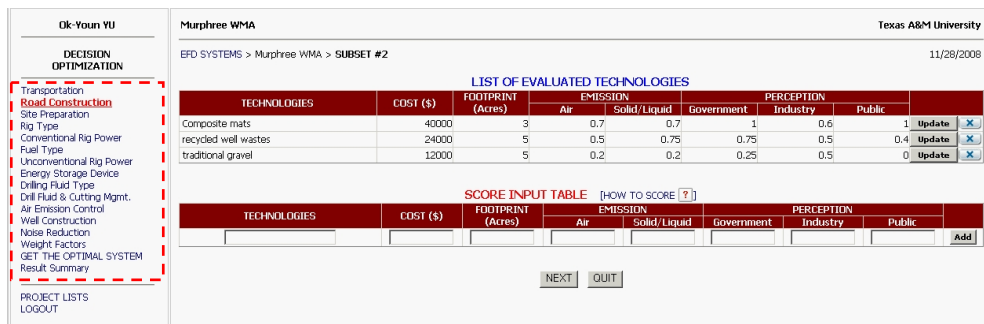 Ok-Youn YU
Murphree WMA
Texas A&M University
DECISION
OPTIMIZATION
EFD SYSTEMS > Murphree WMA > SUBSET #2
11/28/2008
Transportation
Road Construction
Site Preparation
Rig Type
Conventional Rig Power
Fuel Type
Unconventional Rig Power
Energy Storage Device
Drilling Fluid Type
Drill Fluid & Cutting Mgmt.
Air Emission Control
Well Construction
Noise Reduction
Weight Factors
GET THE OPTIMAL SYSTEM
Result Summary
PROJECT LISTS
LOGOUT
LIST OF EVALUATED TECHNOLOGIES
TECHNOLOGIES COST ($) FOOTPRINT (Acres) EMISSION PERCEPTION
Air Solid/Liquid Government Industry Public
Composite mats 40000 3 0.7 0.7 1 0.6 1 Update X
recycled well wastes 24000 5 0.5 0.75 0.75 0.5 0.4 Update X
traditional gravel 12000 5 0.2 0.2 0.25 0.5 0 Update X
SCORE INPUT TABLE [HOW TO SCORE ?]
TECHNOLOGIES COST ($) FOOTPRINT (Acres) EMISSION PERCEPTION
Air Solid/Liquid Government Industry Public
Add
NEXT QUIT